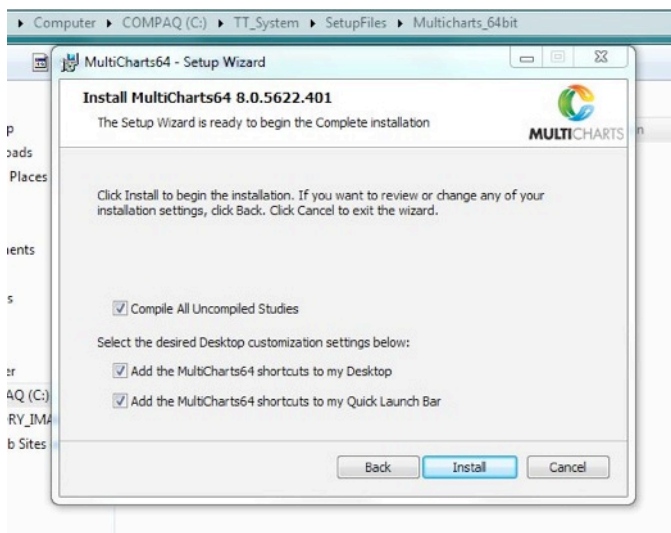 Computer ▸ COMPAQ (C:) ▸ TT_System ▸ SetupFiles ▸ Multicharts_64bit
MultiCharts64 - Setup Wizard
Install MultiCharts64 8.0.5622.401
The Setup Wizard is ready to begin the Complete installation
MULTICHARTS
Places
Click Install to begin the installation. If you want to review or change any of your
installation settings, click Back. Click Cancel to exit the wizard.
Compile All Uncompiled Studies
Select the desired Desktop customization settings below:
Add the MultiCharts64 shortcuts to my Desktop
AQ (C:)
Add the MultiCharts64 shortcuts to my Quick Launch Bar
RY_IMA
b Sites
Back
Install
Cancel